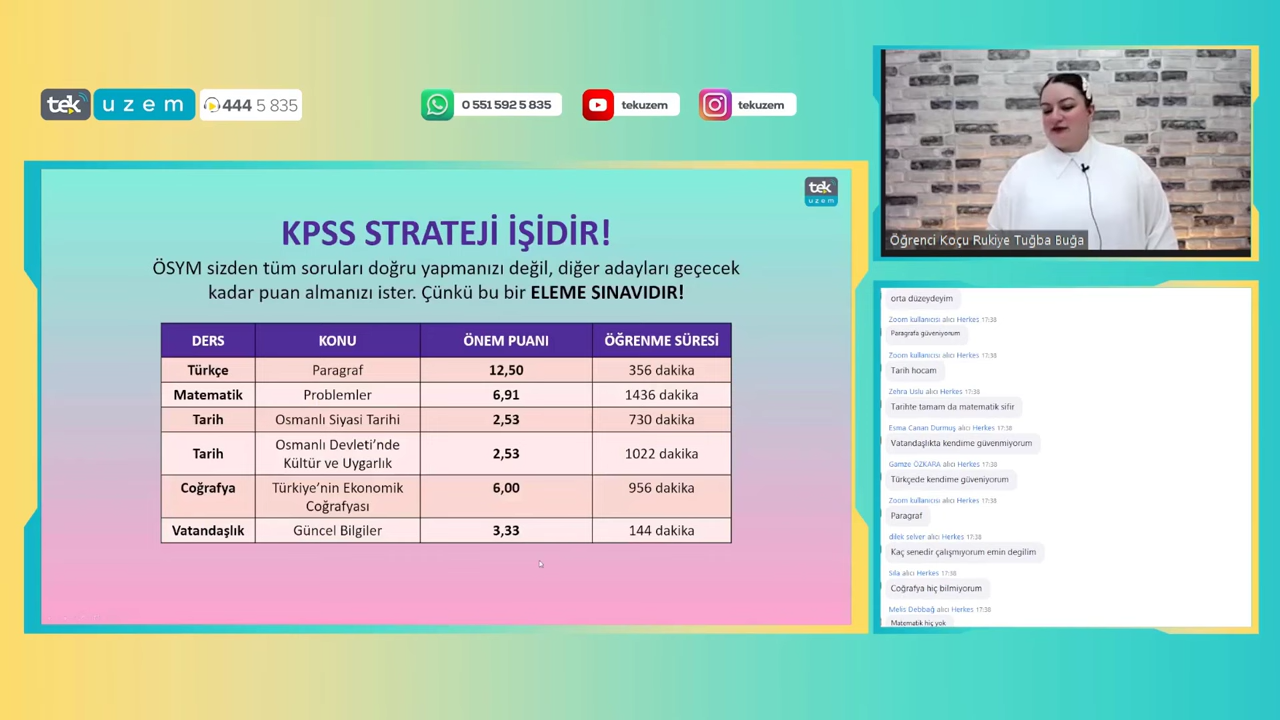 tek uzem 444 5 835
0 551 592 5 835
tekuzem
tekuzem
tek
uzem
KPSS STRATEJİ İŞİDİR!
ÖSYM sizden tüm soruları doğru yapmanızı değil, diğer adayları geçecek
kadar puan almanızı ister. Çünkü bu bir ELEME SINAVIDIR!
DERS KONU ÖNEM PUANI ÖĞRENME SÜRESİ
Türkçe Paragraf 12,50 356 dakika
Matematik Problemler 6,91 1436 dakika
Tarih Osmanlı Siyasi Tarihi 2,53 730 dakika
Tarih Osmanlı Devleti'nde
Kültür ve Uygarlık 2,53 1022 dakika
Coğrafya Türkiye'nin Ekonomik
Coğrafyası 6,00 956 dakika
Vatandaşlık Güncel Bilgiler 3,33 144 dakika
Öğrenci Koçu Rukiye Tuğba Buğa
orta düzeydeyim
Zoom kullanıcısı alıcı Herkes 17:38
Paragrafa güveniyorum
Zoom kullanıcısı alıcı Herkes 17:38
Tarih hocam
Zehra Uslu alıcı Herkes 17:38
Tarihte tamam da matematik sifir
Esma Canan Durmuş alıcı Herkes 17:38
Vatandaşlıkta kendime güvenmiyorum
Gamze ÖZKARA alıcı Herkes 17:38
Türkçede kendime güveniyorum
Zoom kullanıcısı alıcı Herkes 17:38
Paragraf
dilek selver alıcı Herkes 17:38
Kaç senedir çalışmıyorum emin degilim
Sıla alıcı Herkes 17:38
Coğrafya hiç bilmiyorum
Melis Debbağ alıcı Herkes 17:38
Matematik hiç yok